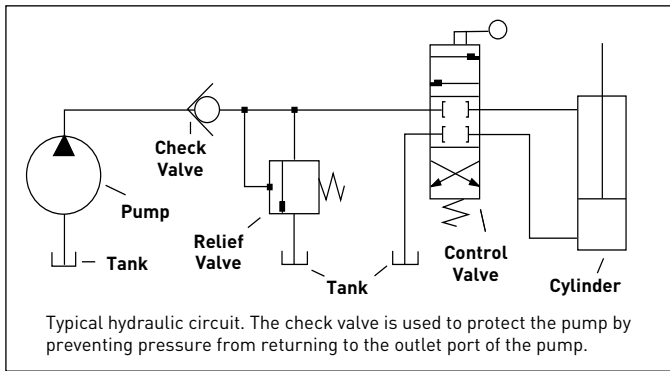 Check
Valve
Pump
Tank
Relief
Valve
Tank
Control
Valve
Cylinder
Typical hydraulic circuit. The check valve is used to protect the pump by
preventing pressure from returning to the outlet port of the pump.